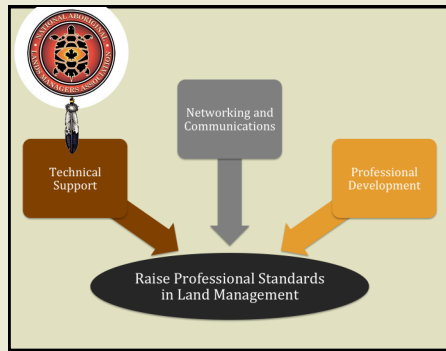 NATIONAL ABORIGINAL
LANDS MANAGERS ASSOCIATION
Networking and
Communications
Technical
Support
Professional
Development
Raise Professional Standards
in Land Management